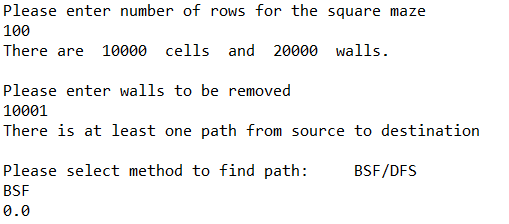 Please enter number of rows for the square maze
100
There are  10000  cells  and  20000  walls.
Please enter walls to be removed
10001
There is at least one path from source to destination
Please select method to find path:     BSF/DFS
BSF
0.0